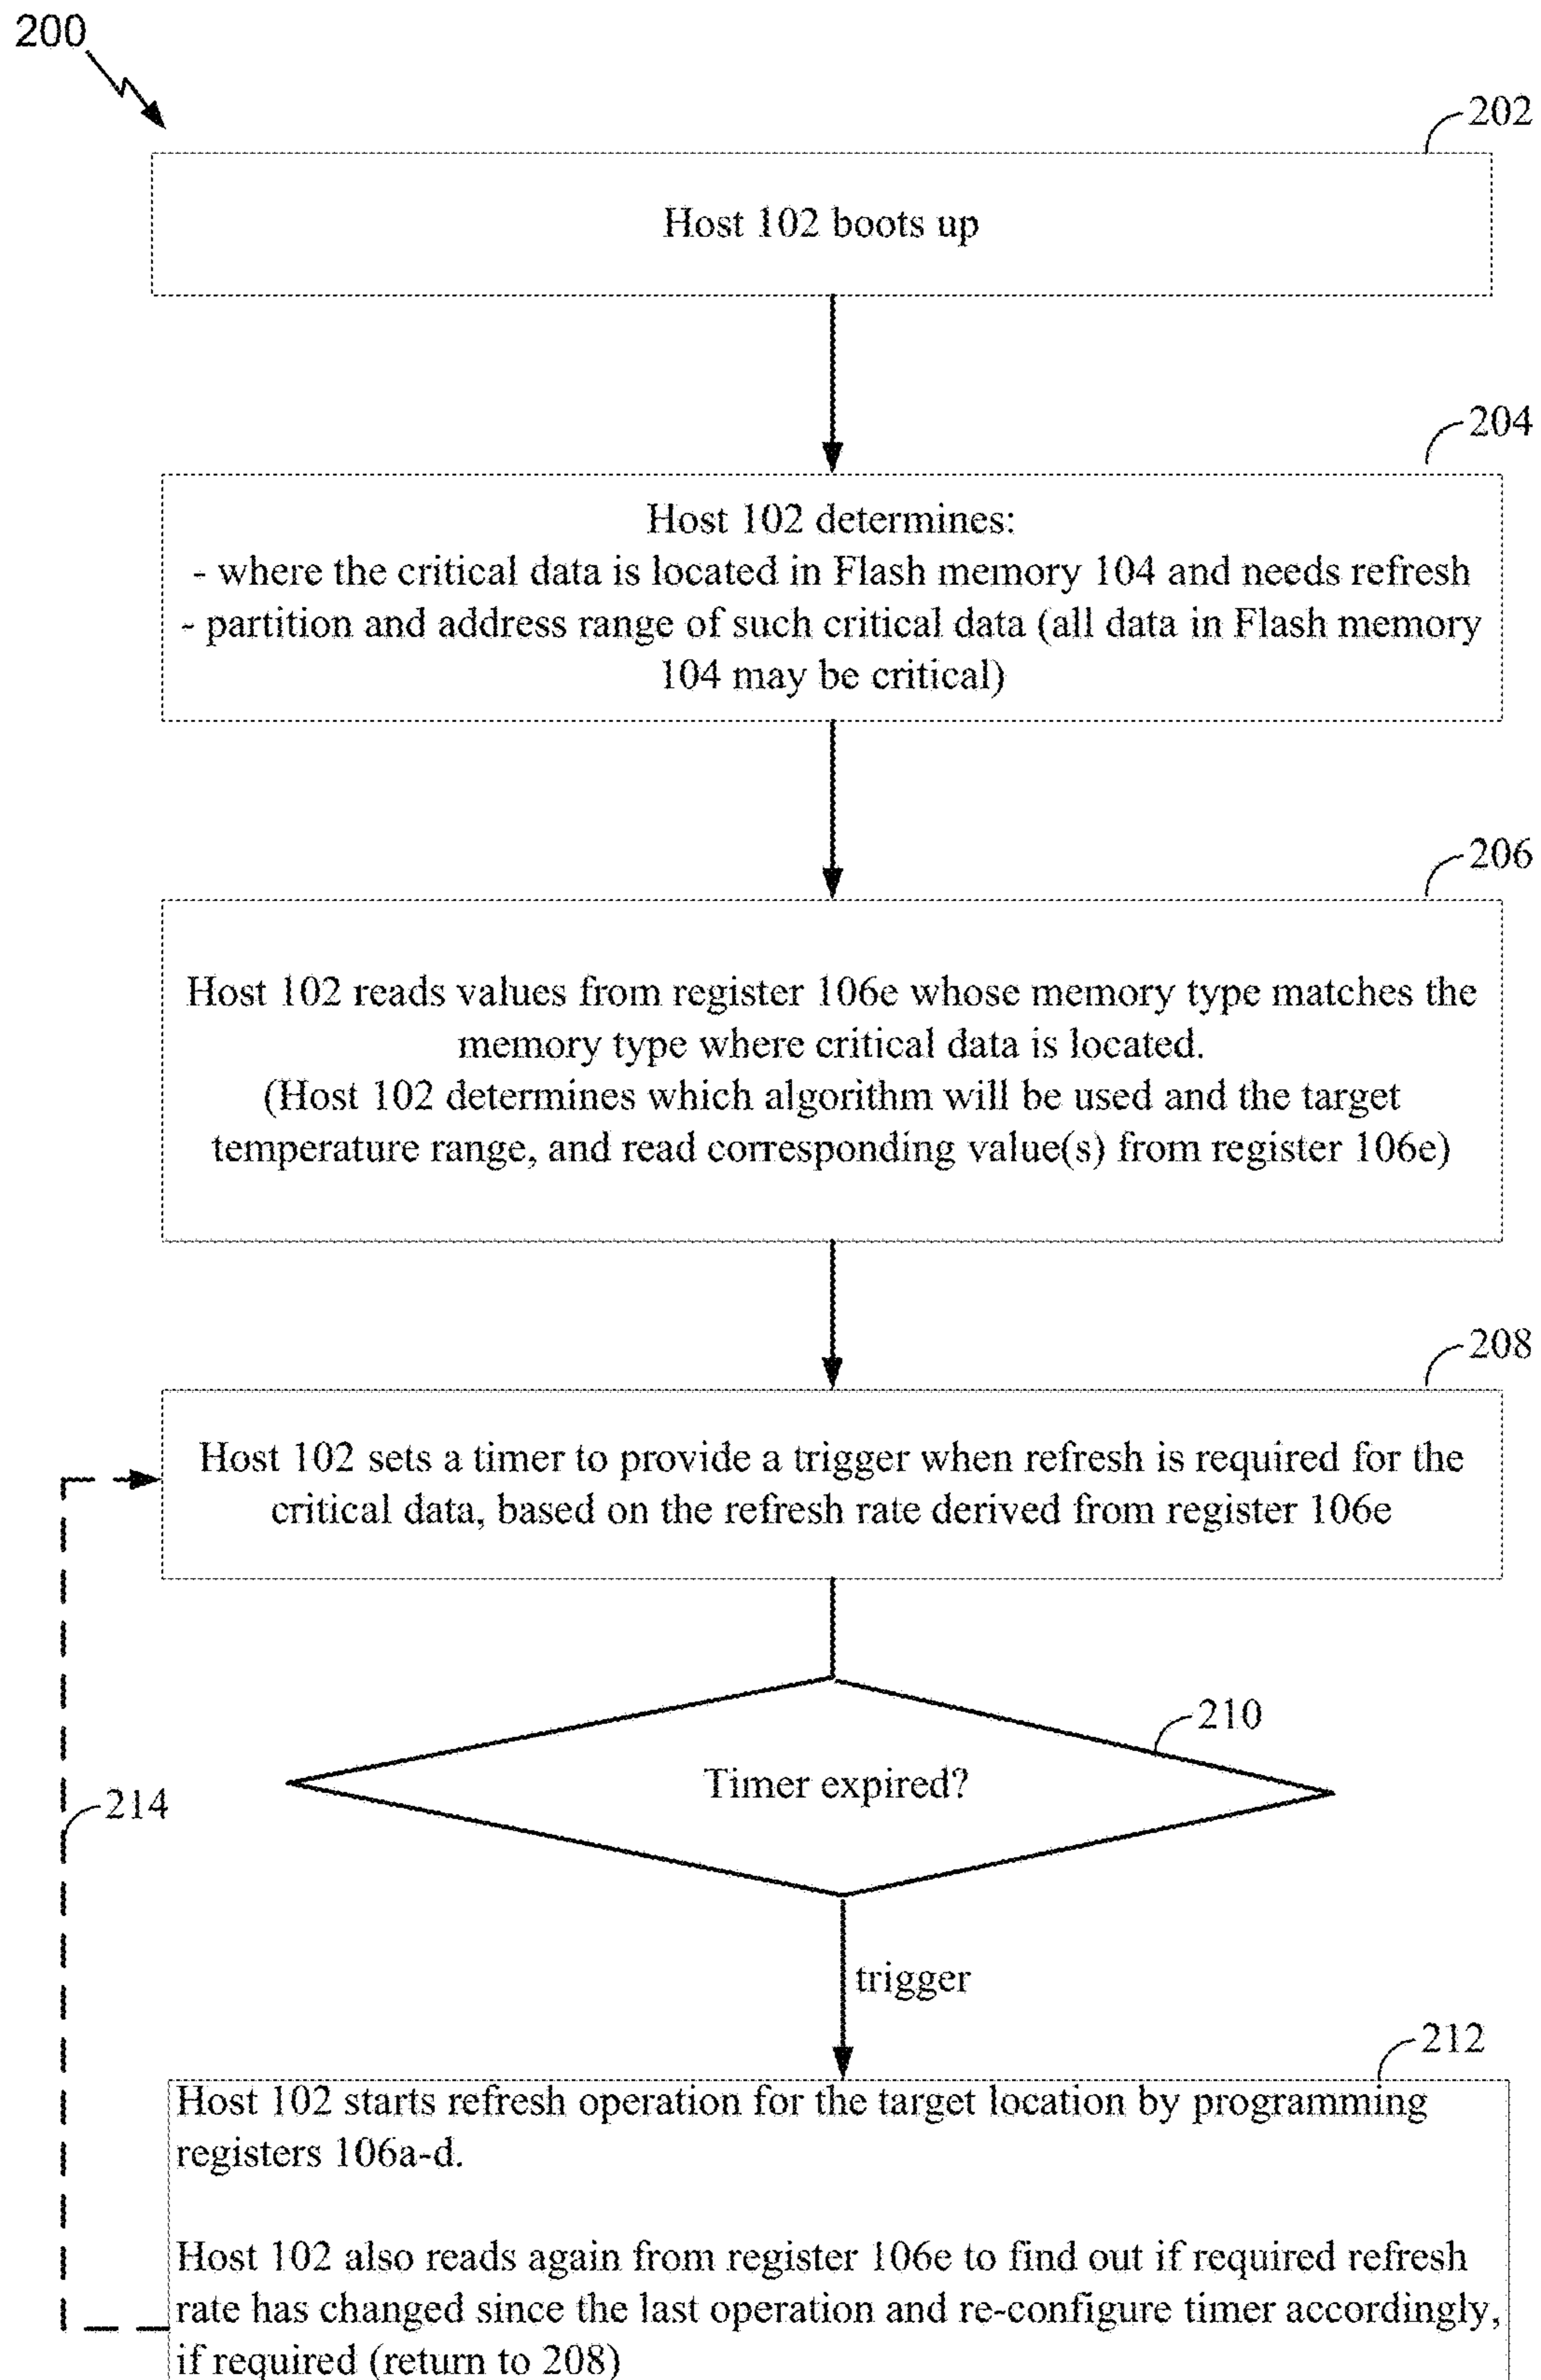 200
202
Host 102 boots up
204
Host 102 determines:
- where the critical data is located in Flash memory 104 and needs refresh
- partition and address range of such critical data (all data in Flash memory
104 may be critical)
206
Host 102 reads values from register 106e whose memory type matches the
memory type where critical data is located.
(Host 102 determines which algorithm will be used and the target
temperature range, and read corresponding value(s) from register 106e)
208
Host 102 sets a timer to provide a trigger when refresh is required for the
critical data, based on the refresh rate derived from register 106e
210
Timer expired?
214
trigger
212
Host 102 starts refresh operation for the target location by programming
registers 106a-d.
Host 102 also reads again from register 106e to find out if required refresh
rate has changed since the last operation and re-configure timer accordingly,
if required (return to 208)